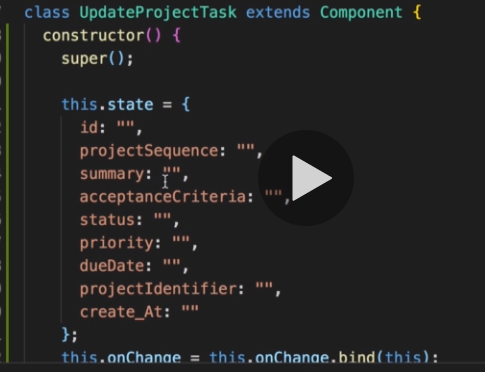 class UpdateProjectTask extends Component {
constructor() {
super();
this.state = {
id: "",
projectSequence: "",
summary: "",
acceptanceCriteria: "",
status: "",
priority: "",
dueDate: "",
projectIdentifier: "",
create_At: ""
};
this.onChange = this.onChange.bind(this);